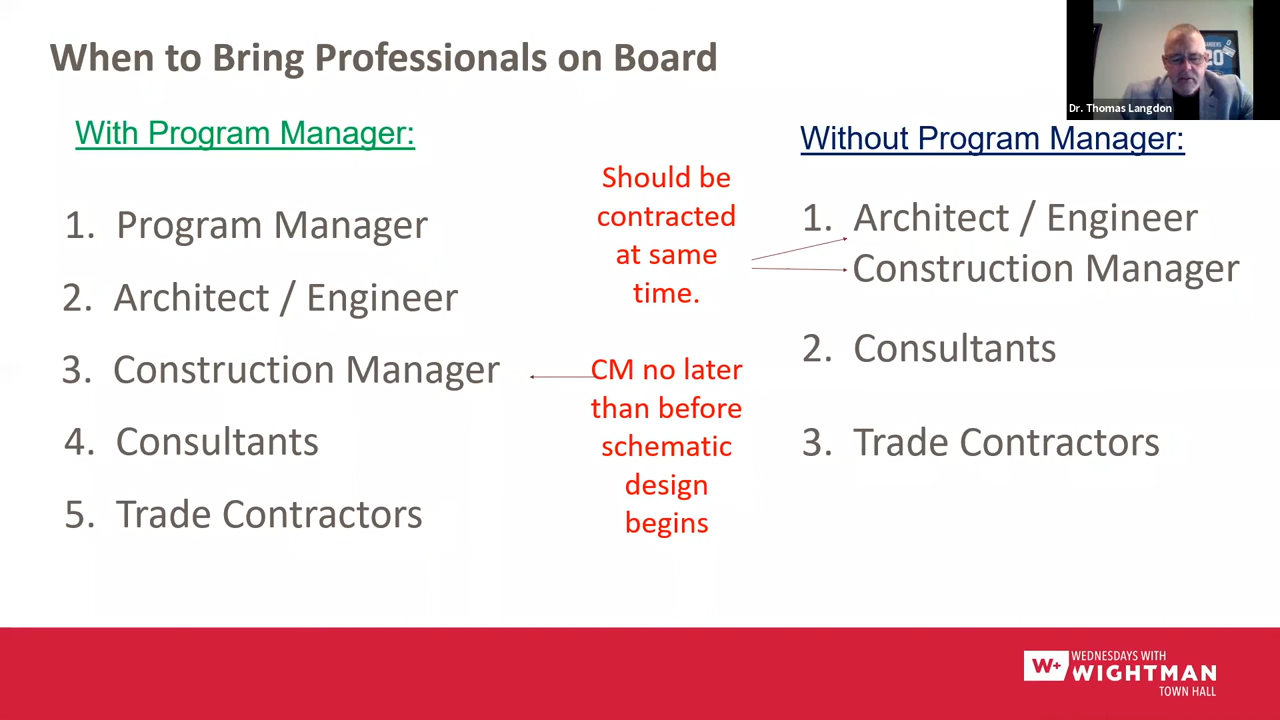 When to Bring Professionals on Board
Dr. Thomas Langdon
20
With Program Manager:
1. Program Manager
2. Architect / Engineer
3. Construction Manager
4. Consultants
5. Trade Contractors
Should be
contracted
at same
time.
CM no later
than before
schematic
design
begins
Without Program Manager:
1. Architect / Engineer
Construction Manager
2. Consultants
3. Trade Contractors
W+
WEDNESDAYS WITH
WIGHTMAN
TOWN HALL